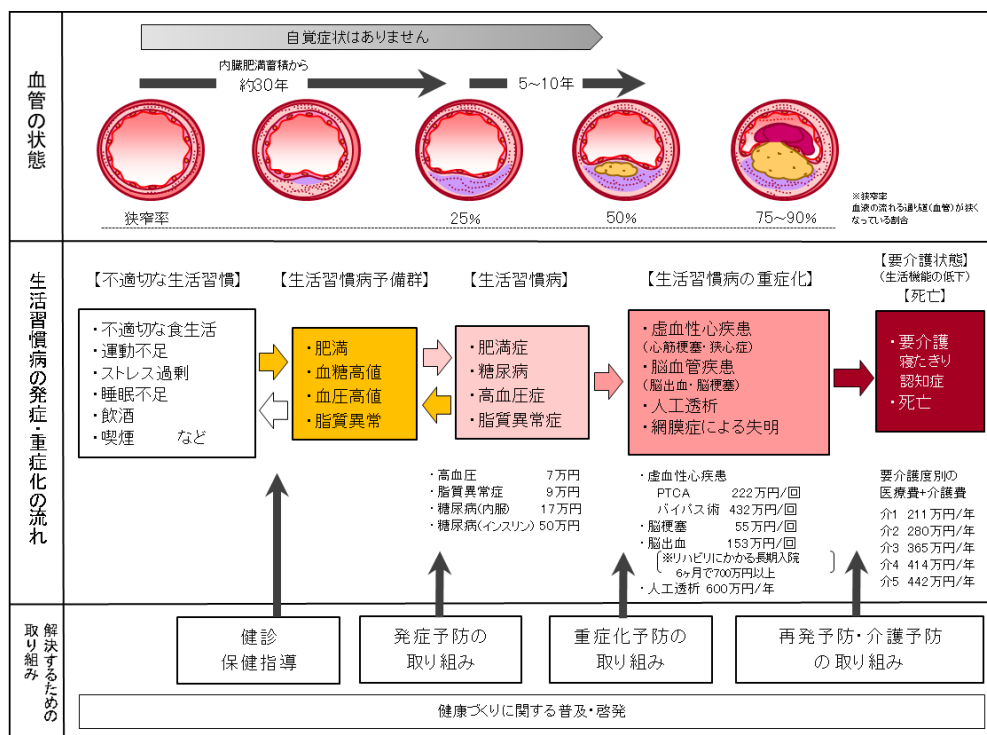 血管の状態
自覚症状はありません
内臓肥満蓄積から
約30年
5～10年
狭窄率
25%
50%
75～90%
※狭窄率
血液の流れる通り道(血管)が狭く
なっている割合
生活習慣病の発症・重症化の流れ
【不適切な生活習慣】
・不適切な食生活
・運動不足
・ストレス過剰
・睡眠不足
・飲酒
・喫煙 など
【生活習慣病予備群】
・肥満
・血糖高値
・血圧高値
・脂質異常
【生活習慣病】
・肥満症
・糖尿病
・高血圧症
・脂質異常症
・高血圧 7万円
・脂質異常症 9万円
・糖尿病(内服) 17万円
・糖尿病(インスリン) 50万円
【生活習慣病の重症化】
・虚血性心疾患
(心筋梗塞・狭心症)
・脳血管疾患
(脳出血・脳梗塞)
・人工透析
・網膜症による失明
・虚血性心疾患
PTCA 222万円/回
バイパス術 432万円/回
・脳梗塞 55万円/回
・脳出血 153万円/回
※リハビリにかかる長期入院
6ヶ月で700万円以上
・人工透析 600万円/年
【要介護状態】
(生活機能の低下)
【死亡】
・要介護
寝たきり
認知症
・死亡
要介護度別の
医療費+介護費
介1 211万円/年
介2 280万円/年
介3 365万円/年
介4 414万円/年
介5 442万円/年
解決するための
取り組み
健診
保健指導
発症予防の
取り組み
重症化予防の
取り組み
再発予防・介護予防
の取り組み
健康づくりに関する普及・啓発